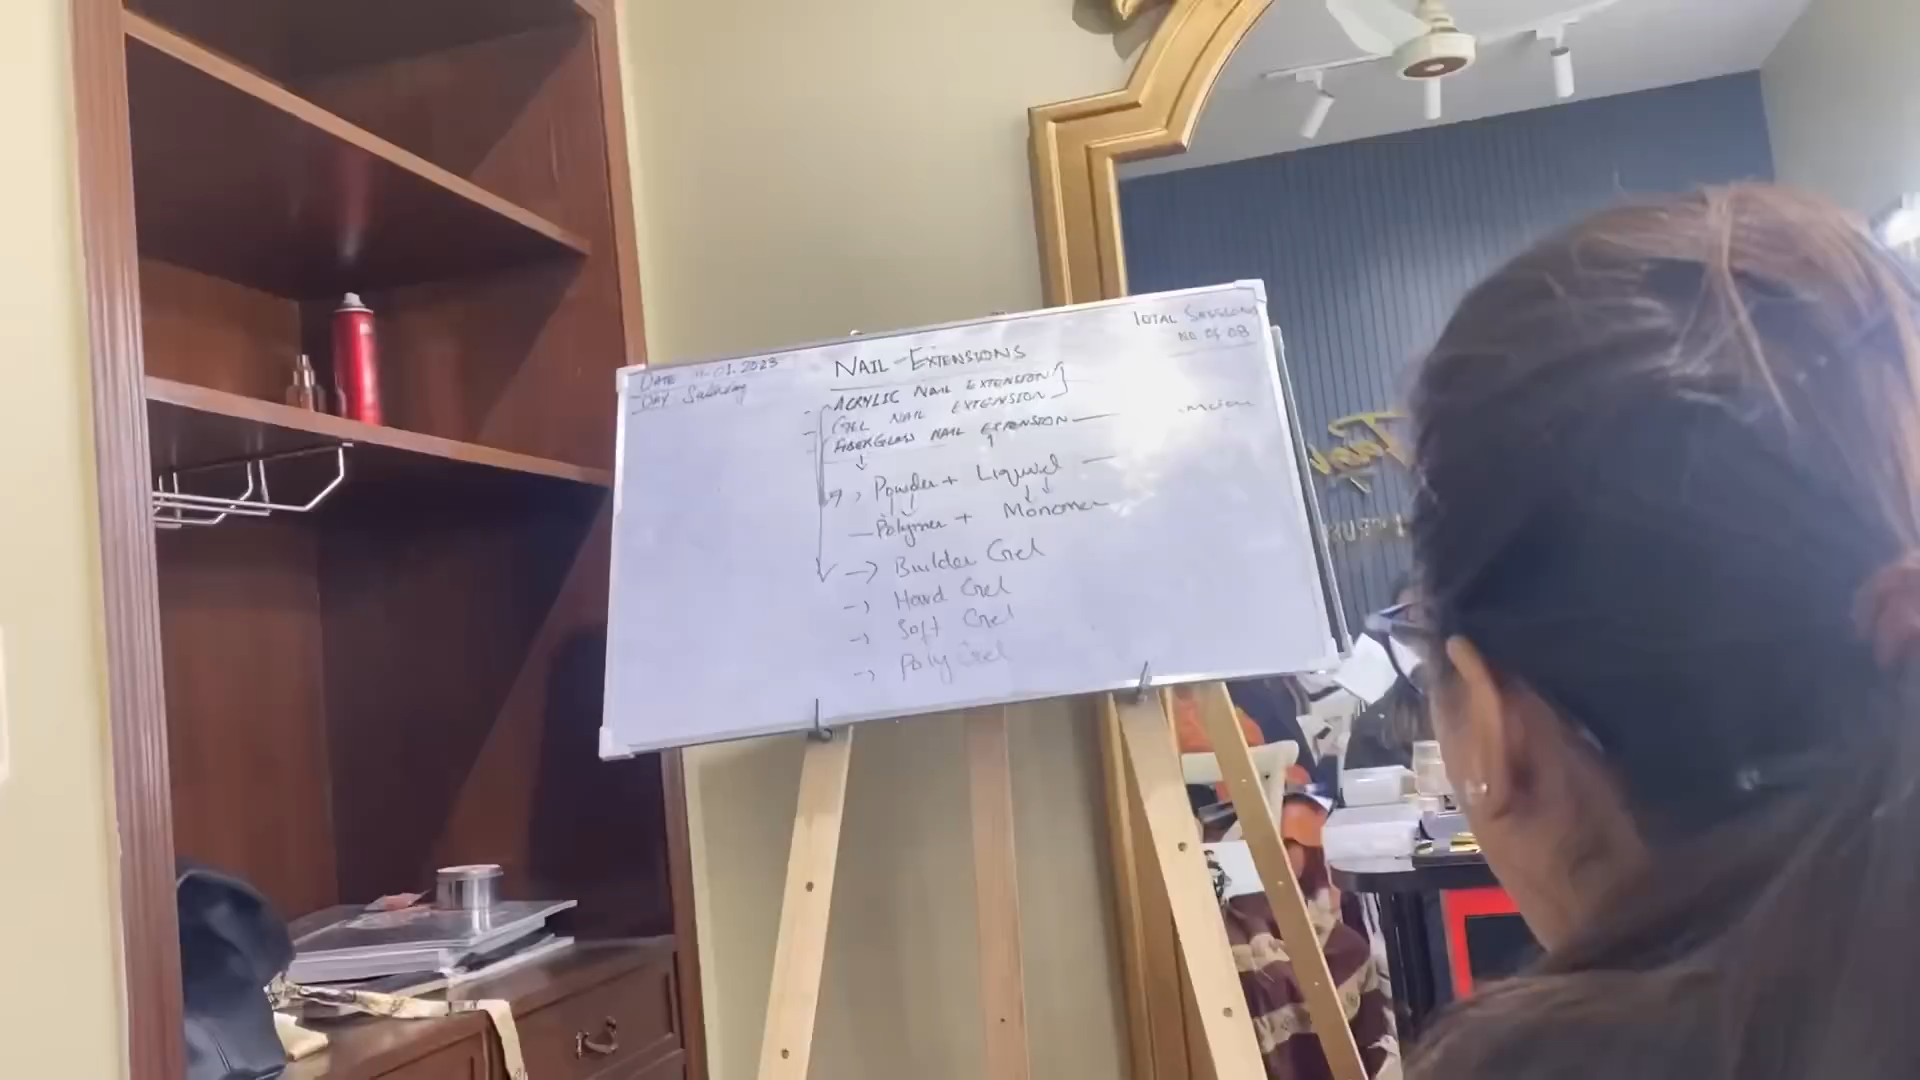 DATE 01.2023
DAY Saturday
NAIL-EXTENSIONS
TOTAL SESSIONS
NO. OF 08
ACRYLIC NAIL EXTENSION
GEL NAIL EXTENSION
FIBERGLASS NAIL EXTENSION
Powder + Liquid
Polymer + Monomer
Builder Gel
Hard Gel
Soft Gel
Poly Gel